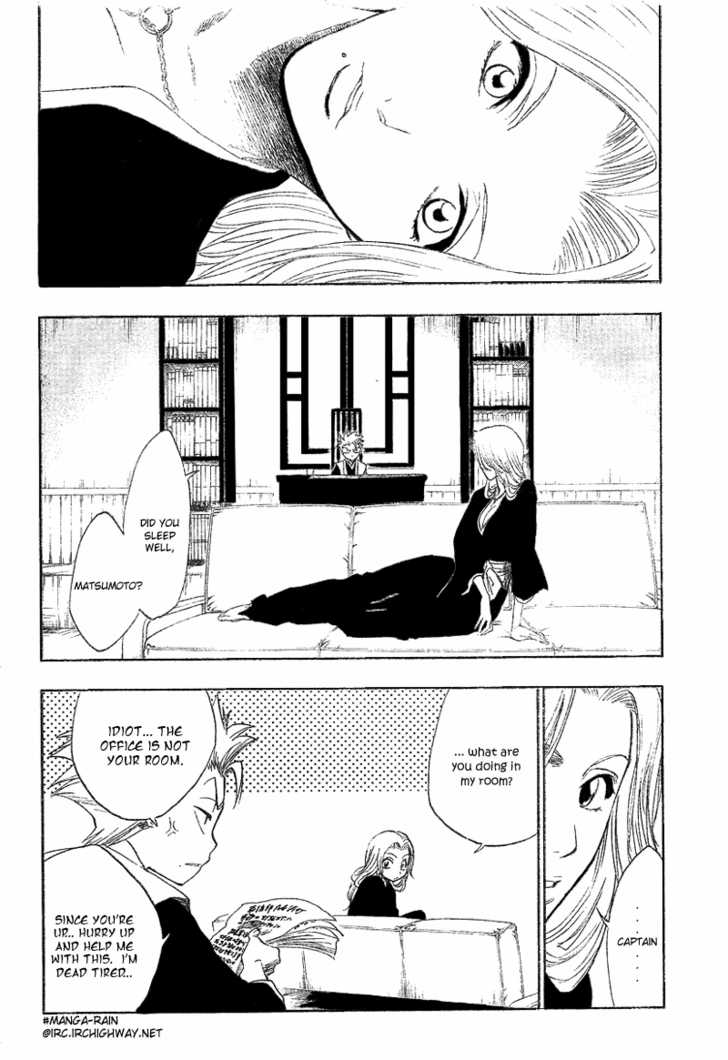 DID YOU
SLEEP
WELL,
MATSUMOTO?
CAPTAIN
... what are
you doing in
my room?
IDIOT... THE
OFFICE IS NOT
YOUR ROOM.
SINCE YOU'RE
UP.. HURRY UP
AND HELP ME
WITH THIS. I'M
DEAD TIRED..
#MANGA-RAIN
@IRC.IRCHIGHWAY.NET